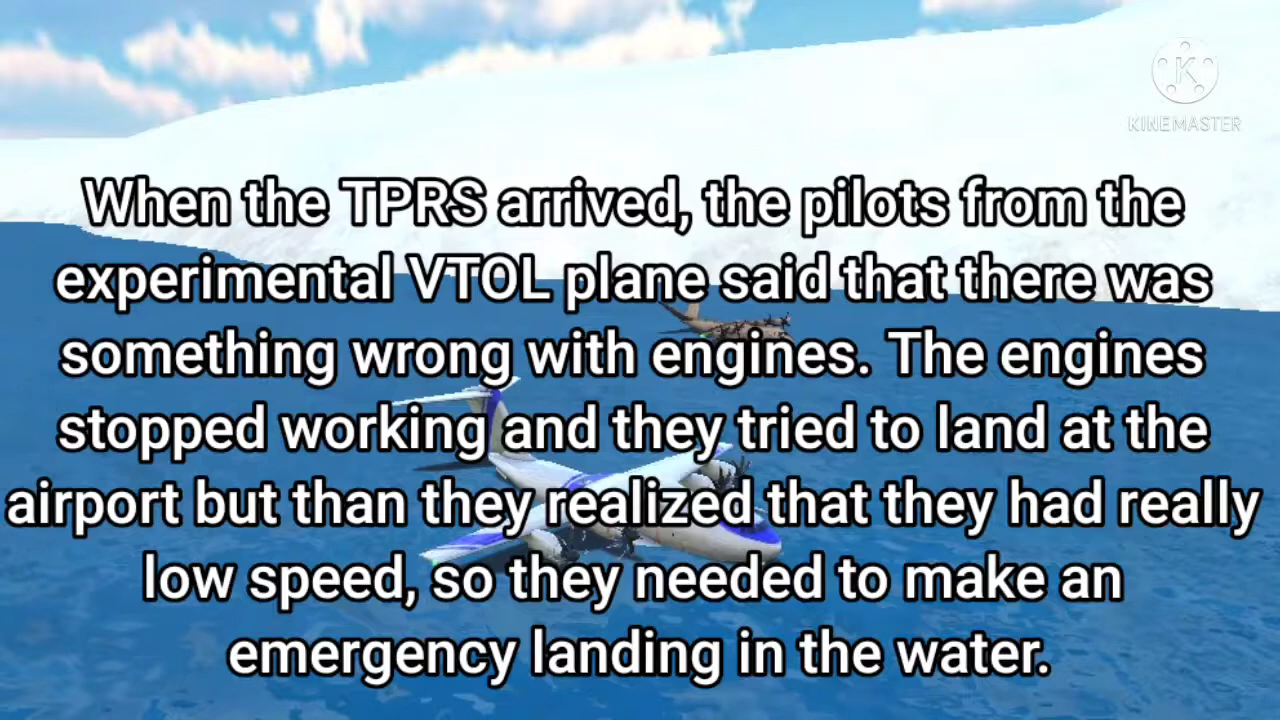 KINEMASTER
When the TPRS arrived, the pilots from the
experimental VTOL plane said that there was
something wrong with engines. The engines
stopped working and they tried to land at the
airport but than they realized that they had really
low speed, so they needed to make an
emergency landing in the water.